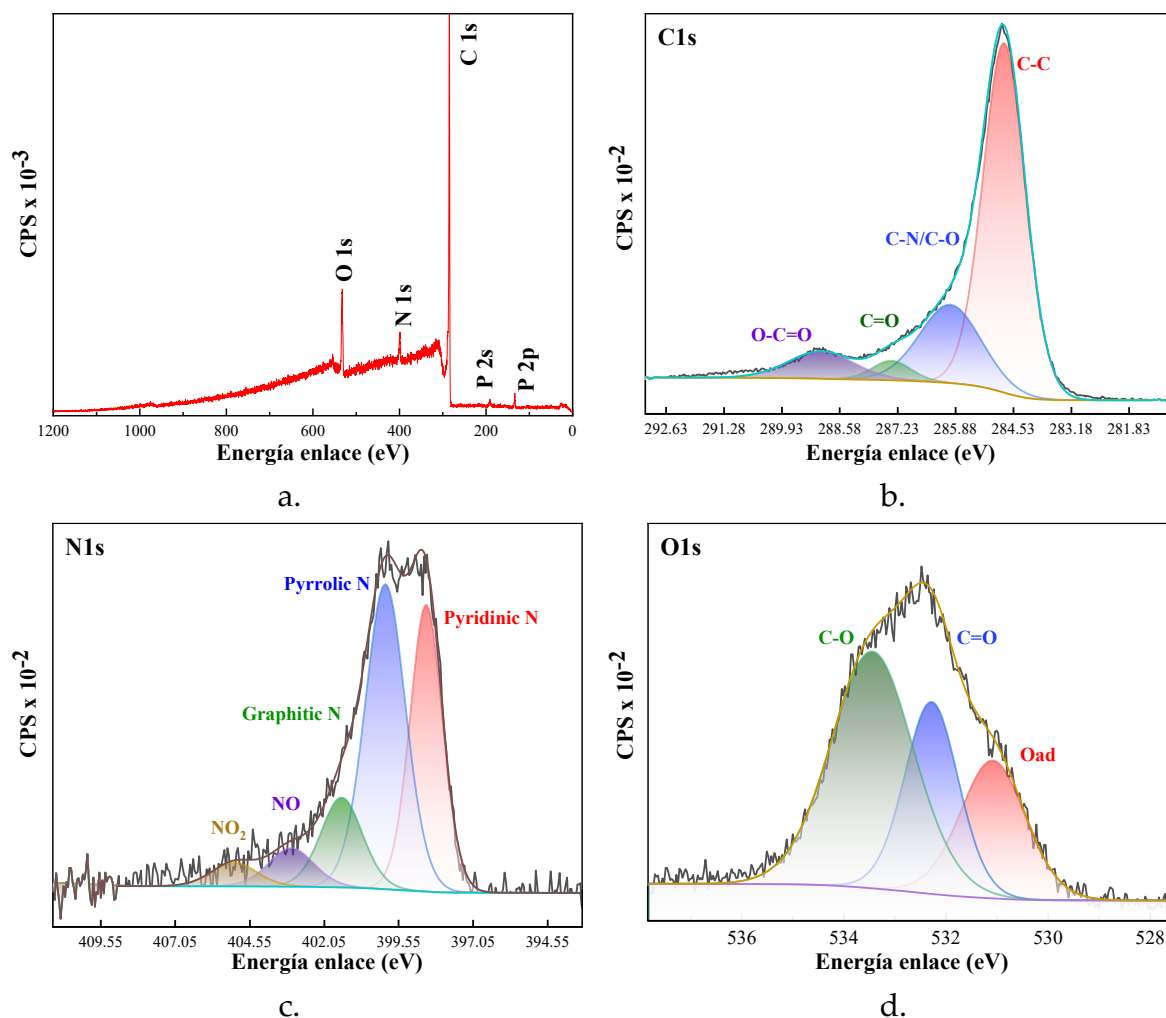 CPS x 10-3
O 1s
N 1s
C 1s
P 2s
P 2p
1200 1000 800 600 400 200 0
Energía enlace (eV)
a.
C1s
CPS x 10-2
C-C
C-N/C-O
C=O
O-C=O
292.63 291.28 289.93 288.58 287.23 285.88 284.53 283.18 281.83
Energía enlace (eV)
b.
N1s
CPS x 10-2
Pyrrolic N
Pyridinic N
Graphitic N
NO
NO2
409.55 407.05 404.55 402.05 399.55 397.05 394.55
Energía enlace (eV)
c.
O1s
CPS x 10-2
C-O
C=O
Oad
536 534 532 530 528
Energía enlace (eV)
d.